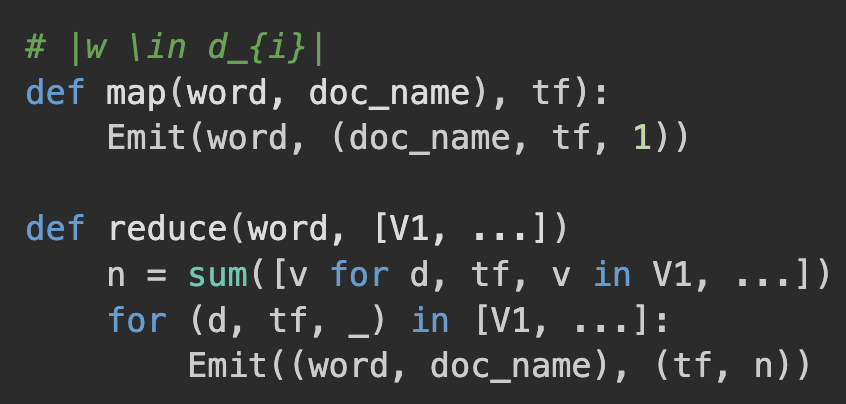 # |w \in d_{i}|
def map(word, doc_name), tf):
    Emit(word, (doc_name, tf, 1))

def reduce(word, [V1, ...])
    n = sum([v for d, tf, v in V1, ...])
    for (d, tf, _) in [V1, ...]:
        Emit((word, doc_name), (tf, n))